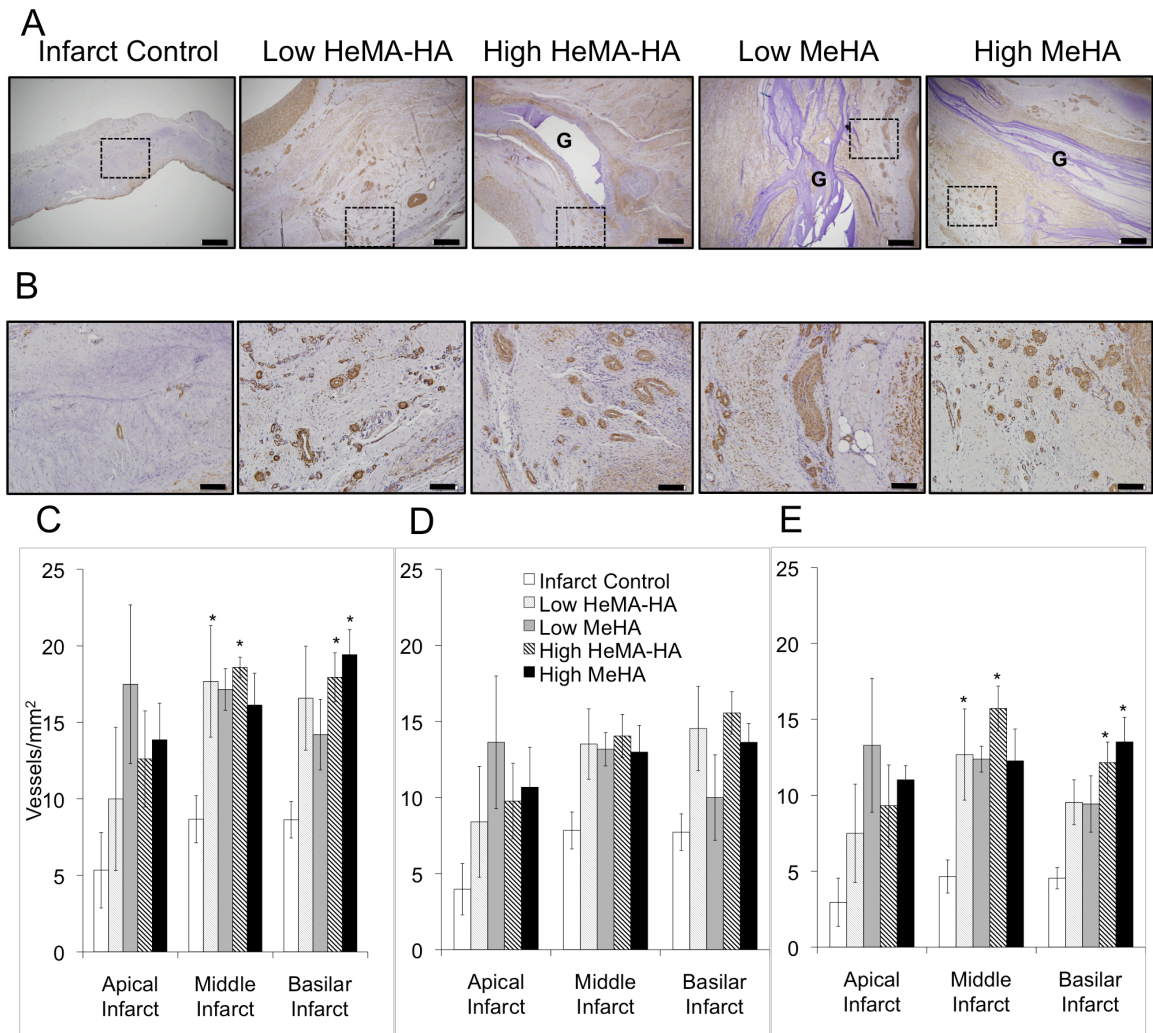 A
Infarct Control Low HeMA-HA High HeMA-HA Low MeHA High MeHA
G G G
B
C D E
25 25 25
Infarct Control
Low HeMA-HA
Low MeHA
High HeMA-HA
High MeHA
20 20 20
* * * *
* * * *
15 15 15
10 10 10
5 5 5
0 0 0
Vessels/mm²
Apical Middle Basilar Apical Middle Basilar Apical Middle Basilar
Infarct Infarct Infarct Infarct Infarct Infarct Infarct Infarct Infarct